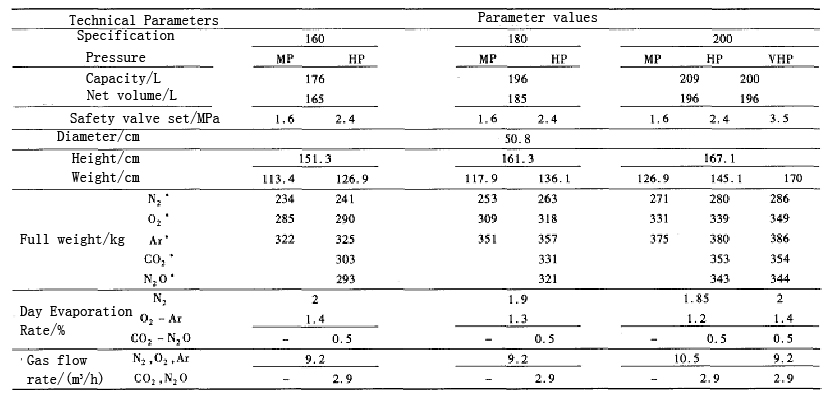 Technical Parameters Parameter values
Specification 160 180 200
Pressure MP HP MP HP MP HP VHP
Capacity/L 176 196 209 200
Net volume/L 165 185 196 196
Safety valve set/MPa 1.6 2.4 1.6 2.4 1.6 2.4 3.5
Diameter/cm 50.8
Height/cm 151.3 161.3 167.1
Weight/cm 113.4 126.9 117.9 136.1 126.9 145.1 170
N₂* 234 241 253 263 271 280 286
O₂* 285 290 309 318 331 339 349
Full weight/kg Ar* 322 325 351 357 375 380 386
CO₂* 303 331 353 354
N₂O* 293 321 343 344
N₂ 2 1.9 1.85 2
Day Evaporation Rate/% O₂-Ar 1.4 1.3 1.2 1.4
CO₂-N₂O - 0.5 - 0.5 - 0.5 0.5
Gas flow N₂,O₂,Ar 9.2 9.2 10.5 9.2
rate/(m³/h) CO₂,N₂O - 2.9 - 2.9 - 2.9 2.9